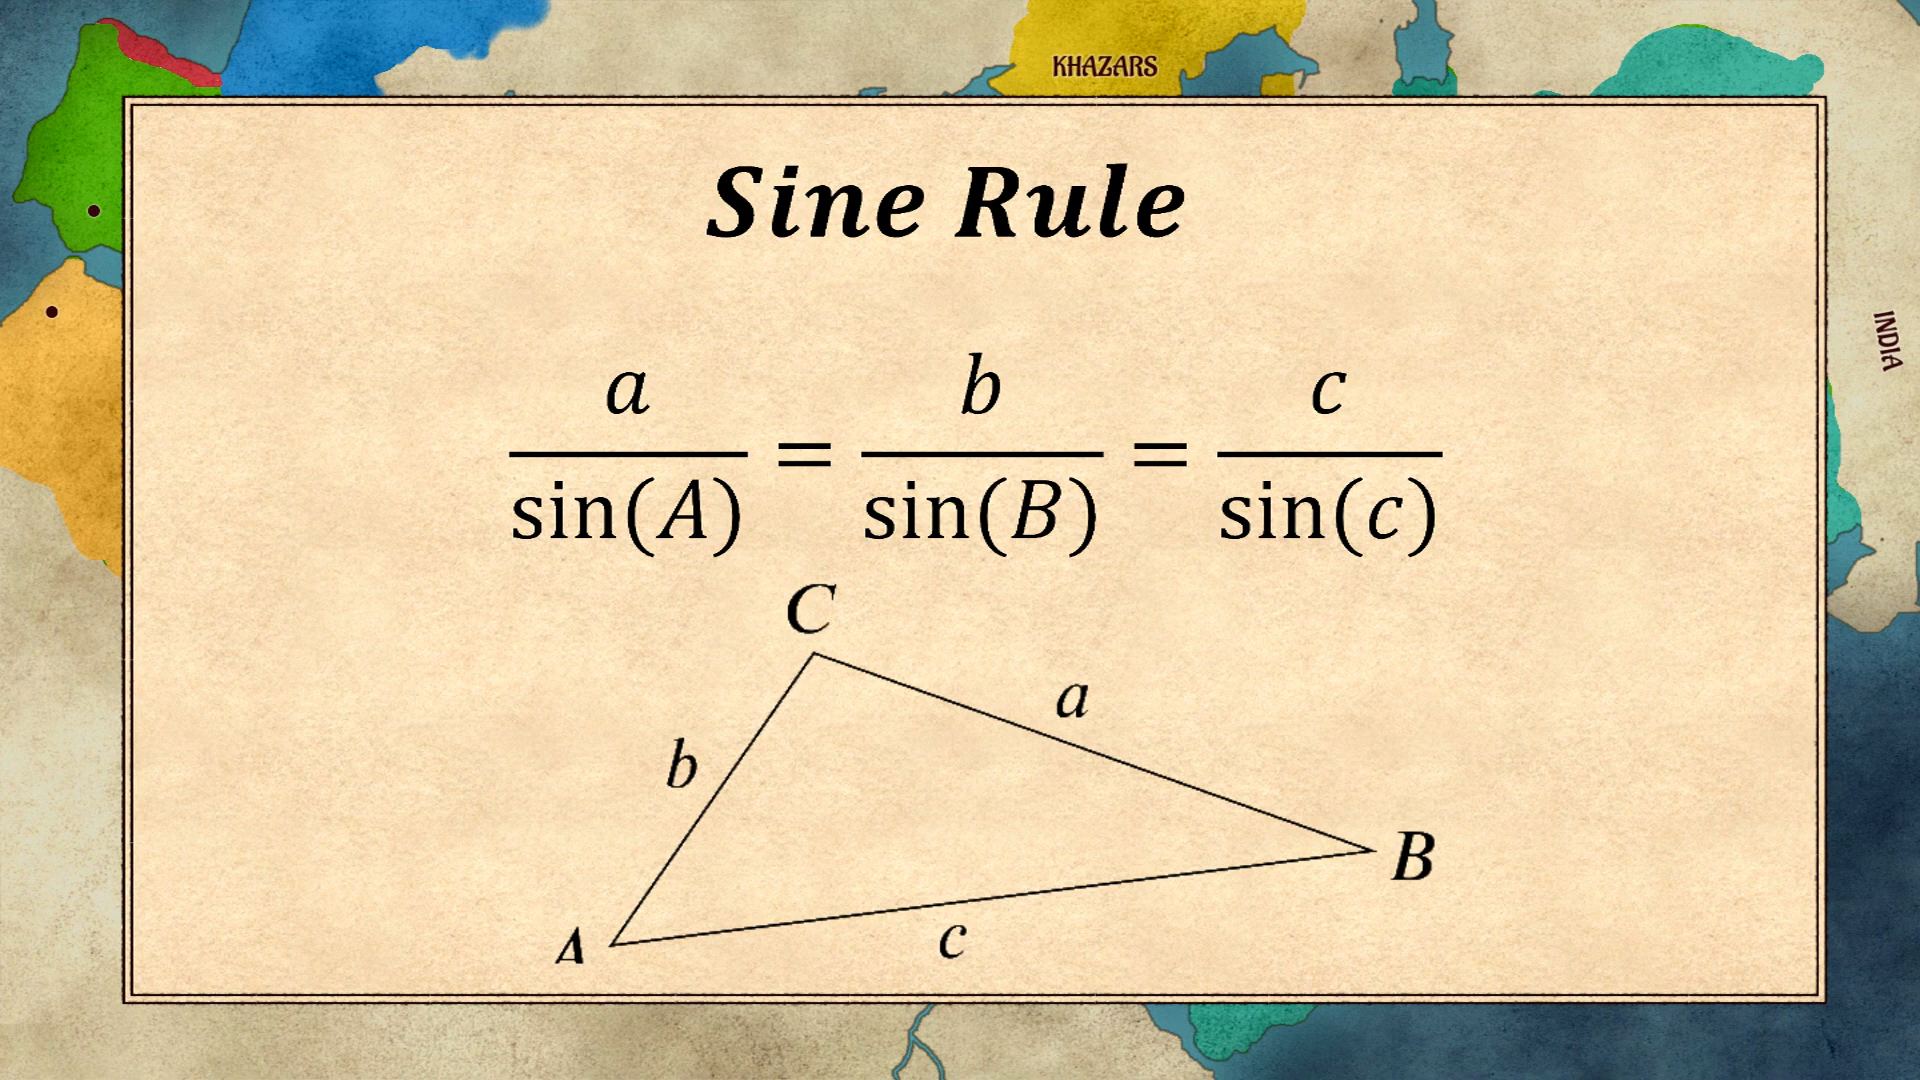 KHAZARS
INDIA
Sine Rule
a/sin(A) = b/sin(B) = c/sin(c)
C
a
b
B
A
c